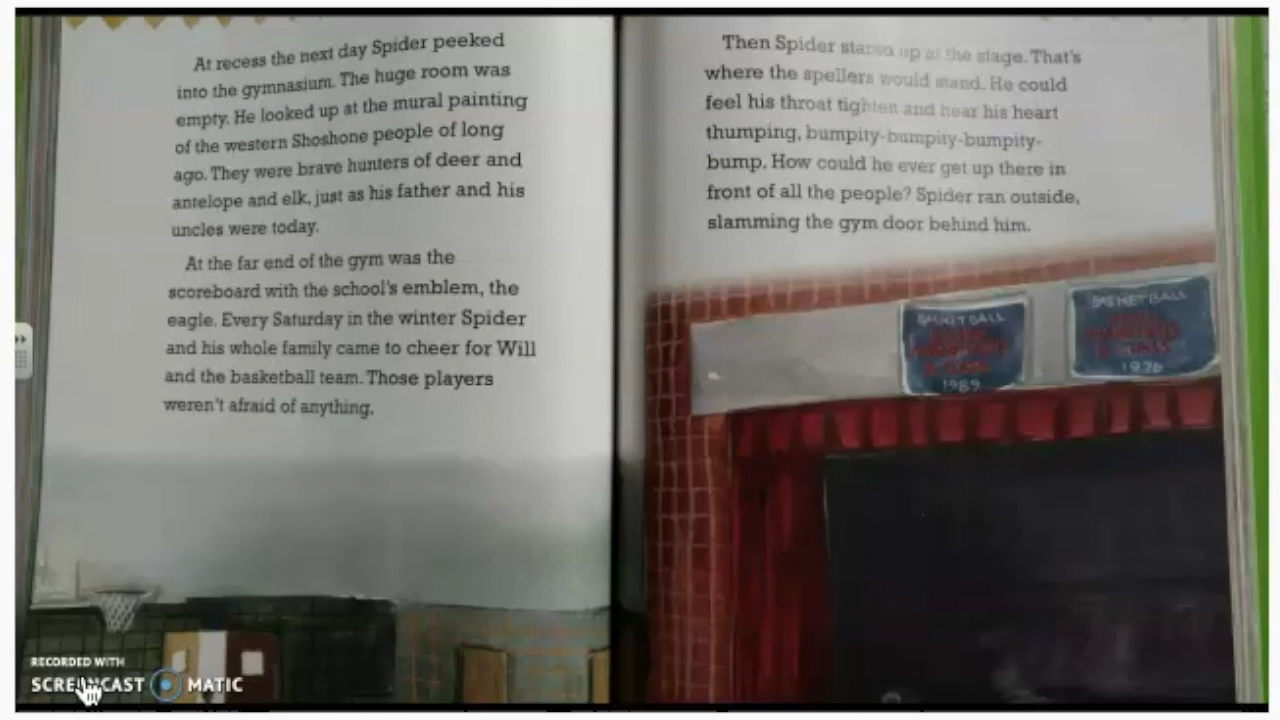 At recess the next day Spider peeked
into the gymnasium. The huge room was
empty. He looked up at the mural painting
of the western Shoshone people of long
ago. They were brave hunters of deer and
antelope and elk, just as his father and his
uncles were today.
At the far end of the gym was the
scoreboard with the school's emblem, the
eagle. Every Saturday in the winter Spider
and his whole family came to cheer for Will
and the basketball team. Those players
weren't afraid of anything.
Then Spider stared up at the stage. That's
where the spellers would stand. He could
feel his throat tighten and hear his heart
thumping, bumpity-bumpity-bumpity-
bump. How could he ever get up there in
front of all the people? Spider ran outside,
slamming the gym door behind him.
BASKETBALL
1989
BASKETBALL
1976
RECORDED WITH
SCREENCAST MATIC